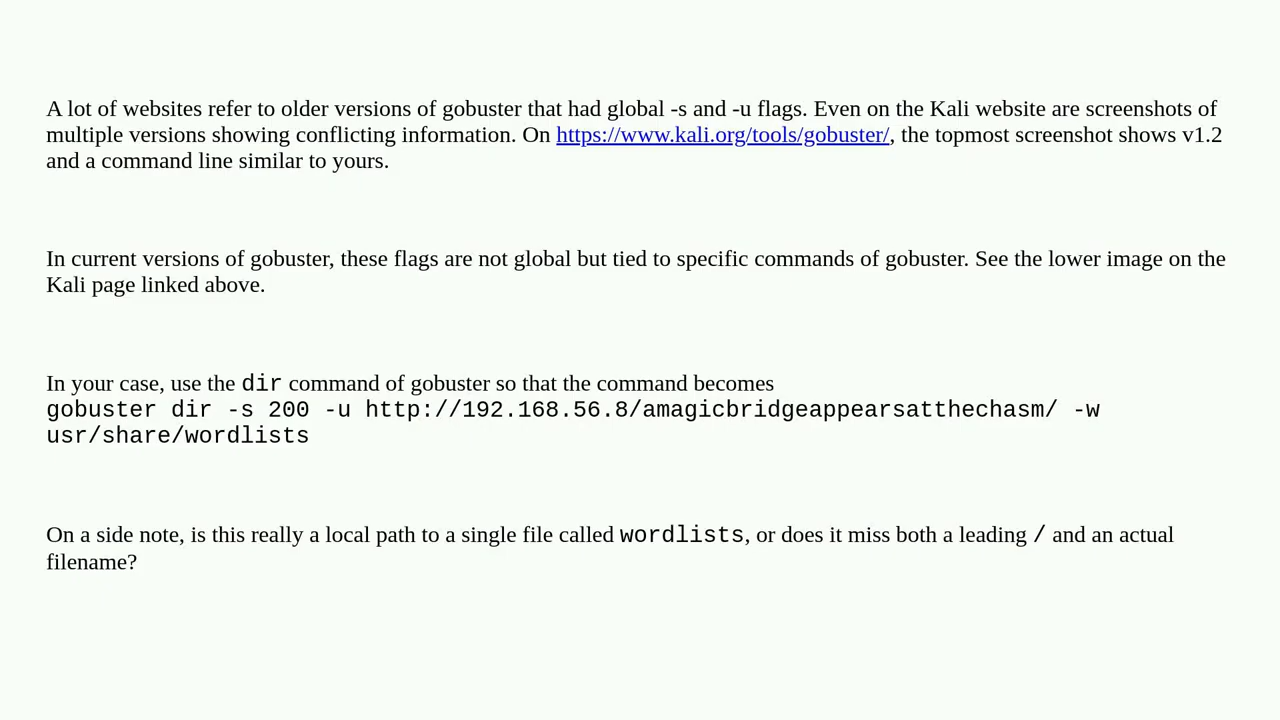 A lot of websites refer to older versions of gobuster that had global -s and -u flags. Even on the Kali website are screenshots of
multiple versions showing conflicting information. On https://www.kali.org/tools/gobuster/, the topmost screenshot shows v1.2
and a command line similar to yours.
In current versions of gobuster, these flags are not global but tied to specific commands of gobuster. See the lower image on the
Kali page linked above.
In your case, use the dir command of gobuster so that the command becomes
gobuster dir -s 200 -u http://192.168.56.8/amagicbridgeappearsatthechasm/ -w
usr/share/wordlists
On a side note, is this really a local path to a single file called wordlists, or does it miss both a leading / and an actual
filename?